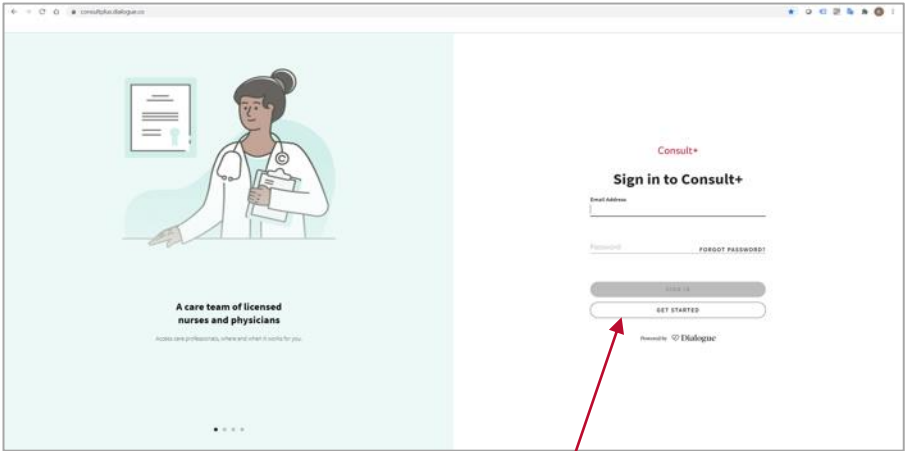 consultplus.dialogue.co
A care team of licensed
nurses and physicians
Access care professionals, where and when it works for you.
Consult+
Sign in to Consult+
Email Address
Password
FORGOT PASSWORD?
SIGN IN
GET STARTED
Powered by Dialogue